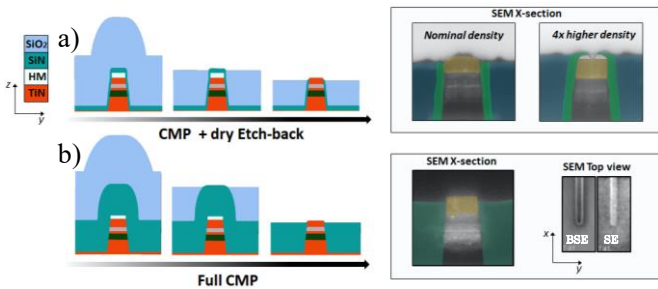 SiO₂
SiN
HM
TiN
z
y
a)
CMP + dry Etch-back
SEM X-section
Nominal density
4x higher density
b)
Full CMP
SEM X-section
SEM Top view
BSE
SE
x
y